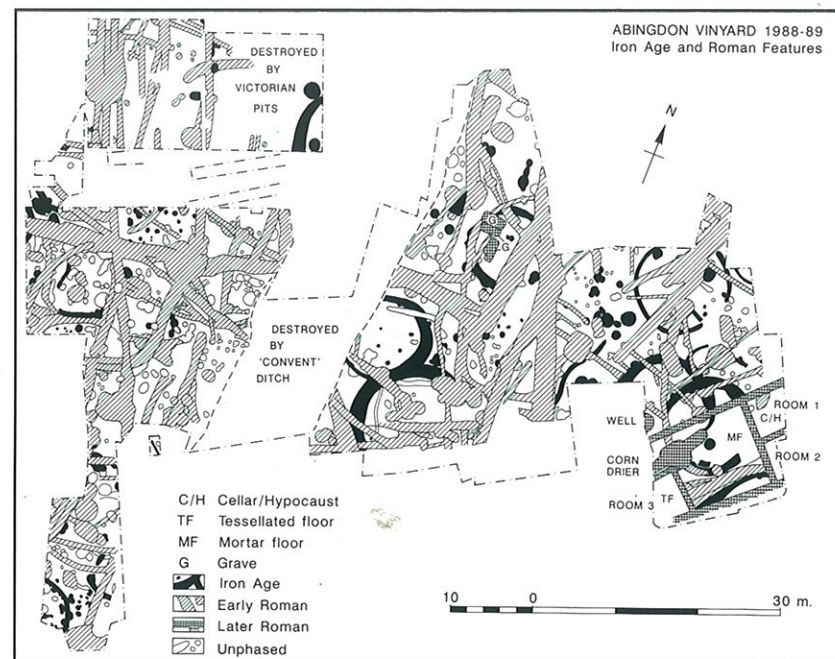 ABINGDON VINYARD 1988-89
Iron Age and Roman Features
DESTROYED
BY
VICTORIAN
PITS
N
G
G
DESTROYED
BY
'CONVENT'
DITCH
WELL
CORN
DRIER
ROOM 1
C/H
MF
ROOM 2
TF
ROOM 3
C/H Cellar/Hypocaust
TF Tessellated floor
MF Mortar floor
G Grave
Iron Age
Early Roman
Later Roman
Unphased
10 0 30 m.